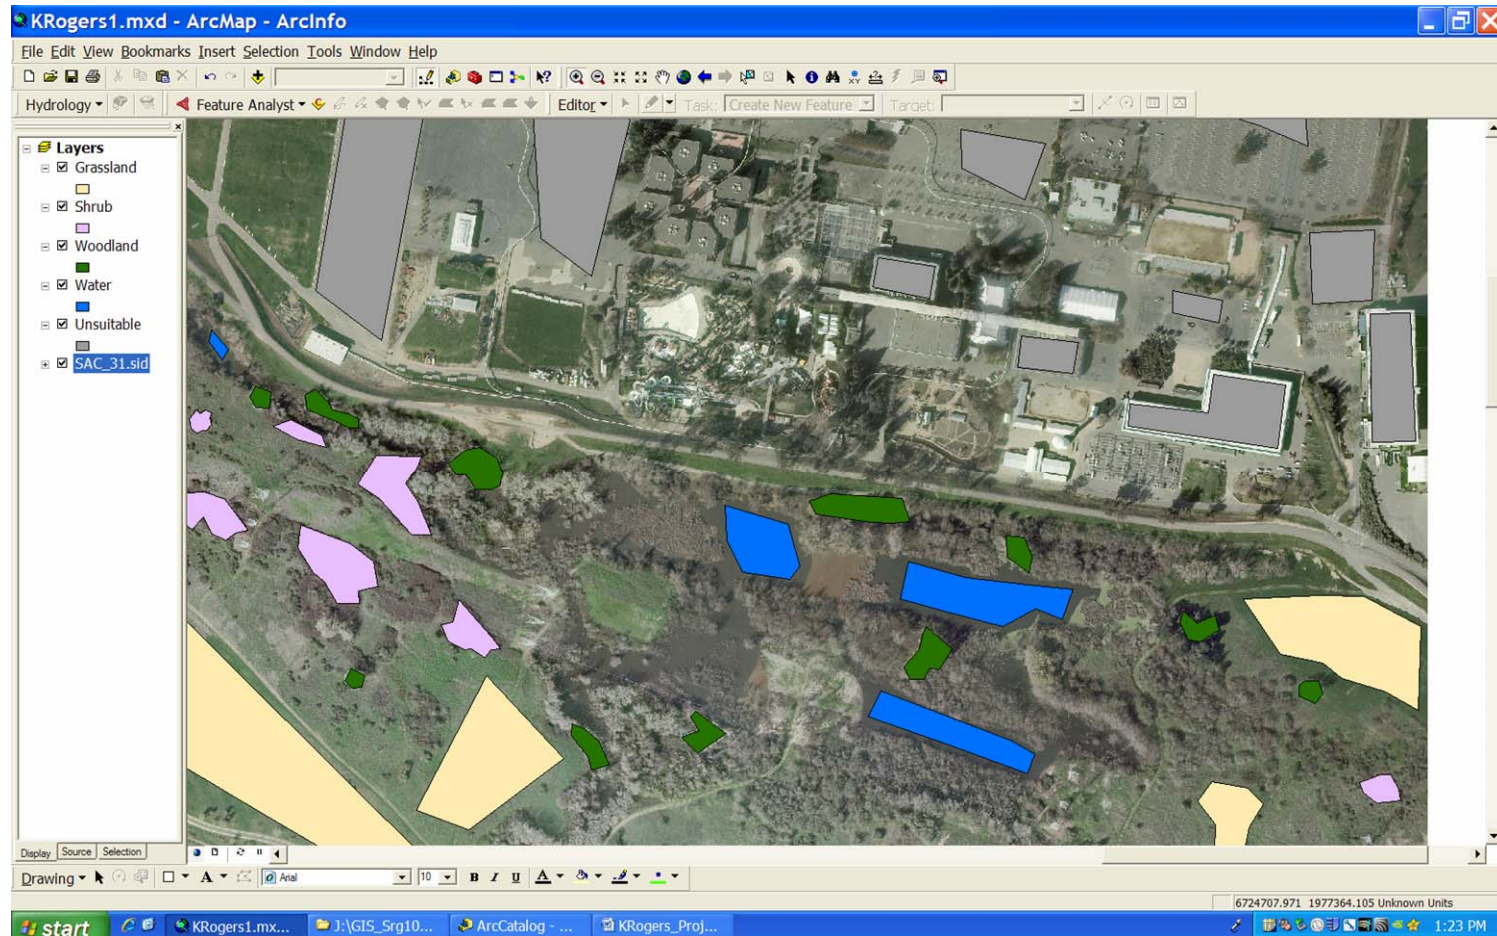 KRogers1.mxd - ArcMap - ArcInfo
File Edit View Bookmarks Insert Selection Tools Window Help
Hydrology Feature Analyst Editor Task: Create New Feature Target:
Layers
Grassland
Shrub
Woodland
Water
Unsuitable
SAC_31.sid
Display Source Selection
Drawing A Arial 10 B I U A
6724707.971 1977364.105 Unknown Units
start KRogers1.mx... J:\GIS_Srg10... ArcCatalog - ... KRogers_Proj... 1:23 PM